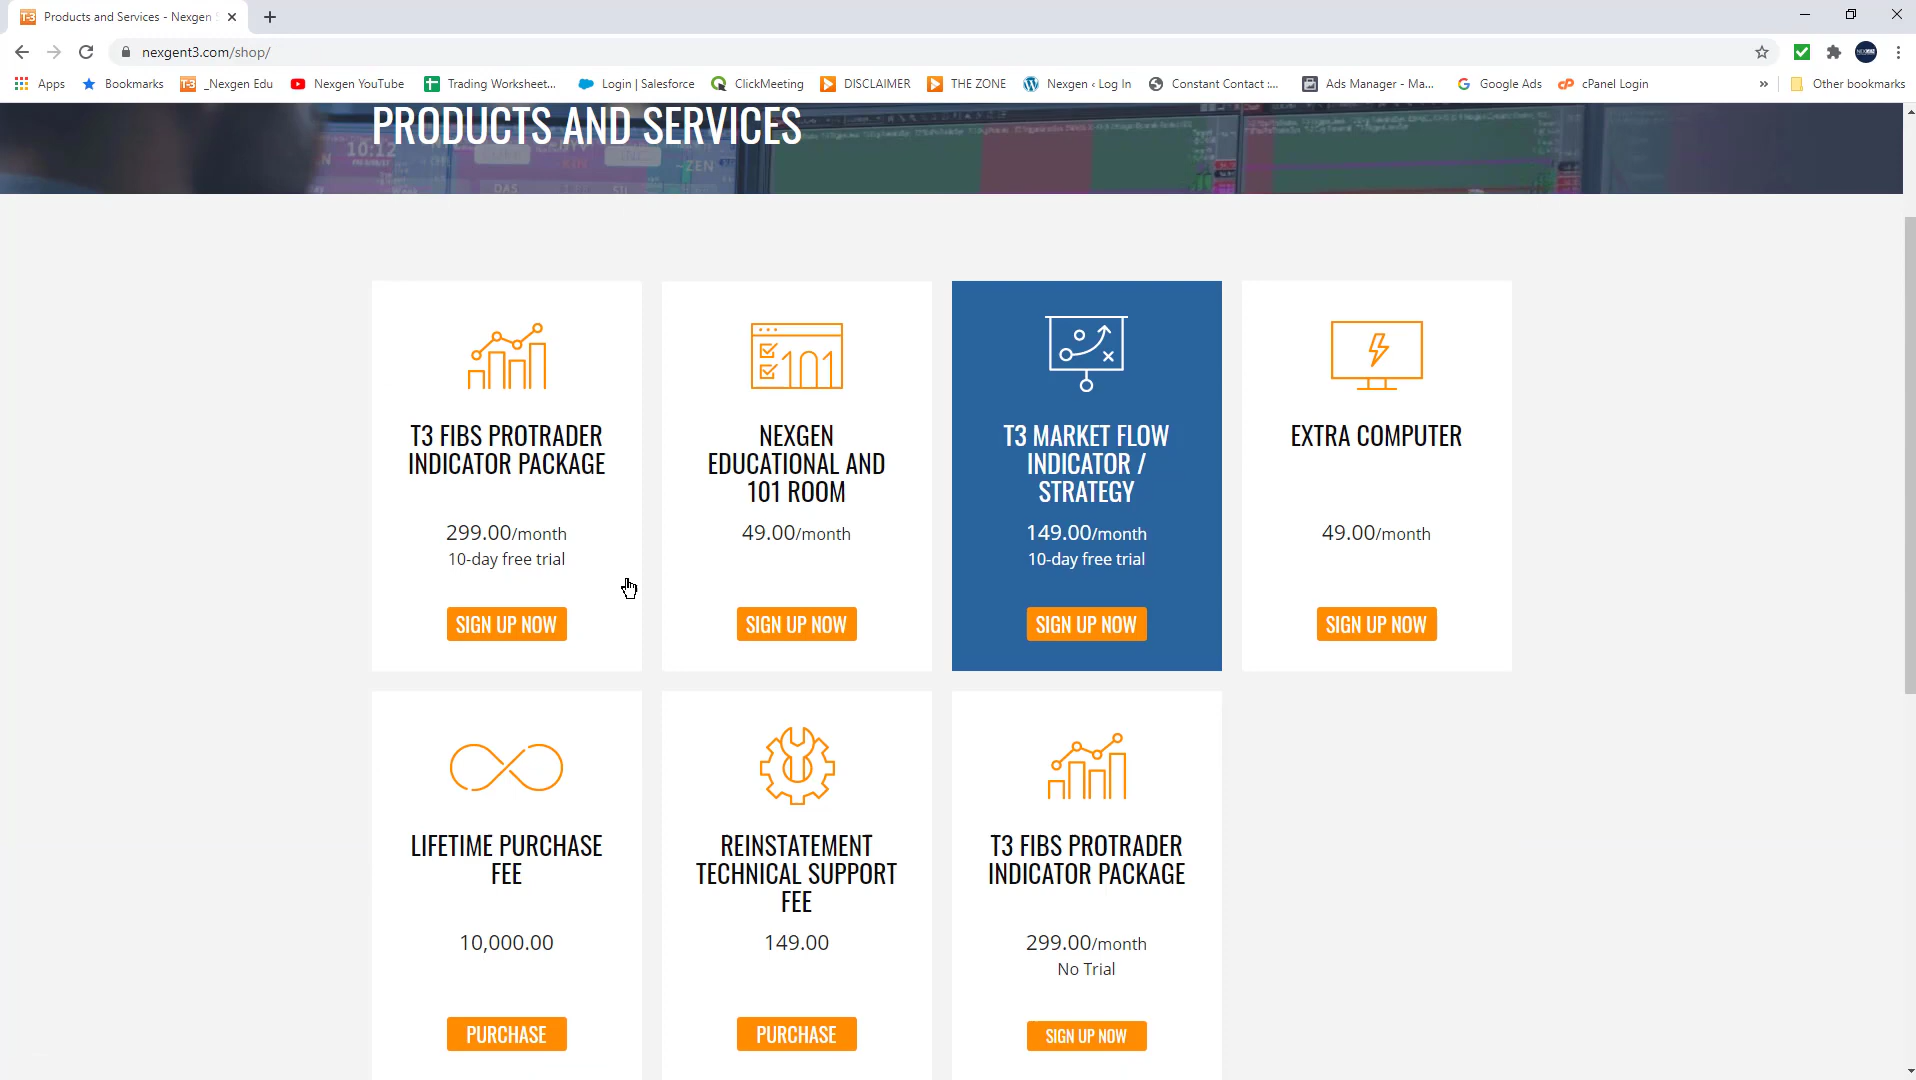 Products and Services - Nexgen
nexgent3.com/shop/
Apps Bookmarks _Nexgen Edu Nexgen YouTube Trading Worksheet... Login | Salesforce ClickMeeting DISCLAIMER THE ZONE Nexgen ‹ Log In Constant Contact :... Ads Manager - Ma... Google Ads cPanel Login » Other bookmarks
PRODUCTS AND SERVICES
10:12
ZEN
DAS
T3 FIBS PROTRADER
INDICATOR PACKAGE
299.00/month
10-day free trial
SIGN UP NOW
101
NEXGEN
EDUCATIONAL AND
101 ROOM
49.00/month
SIGN UP NOW
T3 MARKET FLOW
INDICATOR /
STRATEGY
149.00/month
10-day free trial
SIGN UP NOW
EXTRA COMPUTER
49.00/month
SIGN UP NOW
LIFETIME PURCHASE
FEE
10,000.00
PURCHASE
REINSTATEMENT
TECHNICAL SUPPORT
FEE
149.00
PURCHASE
T3 FIBS PROTRADER
INDICATOR PACKAGE
299.00/month
No Trial
SIGN UP NOW